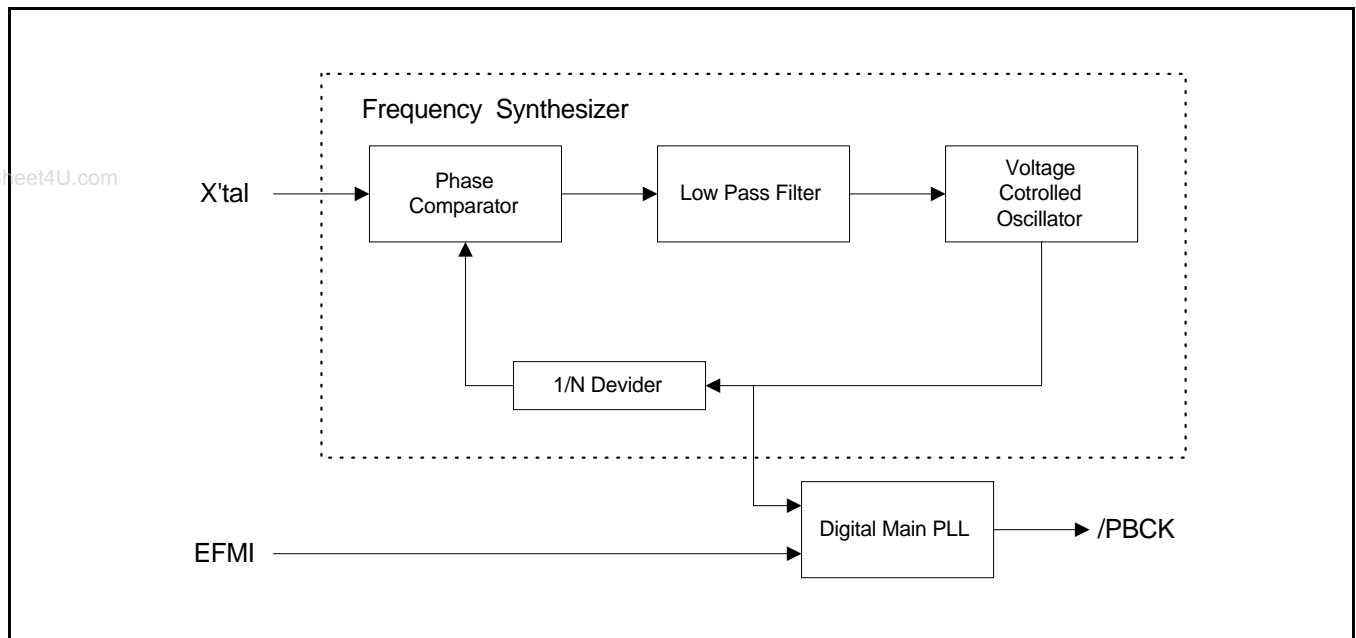 Frequency Synthesizer
heet4U.com
X'tal
Phase
Comparator
Low Pass Filter
Voltage
Cotrolled
Oscillator
1/N Devider
Digital Main PLL
/PBCK
EFMI